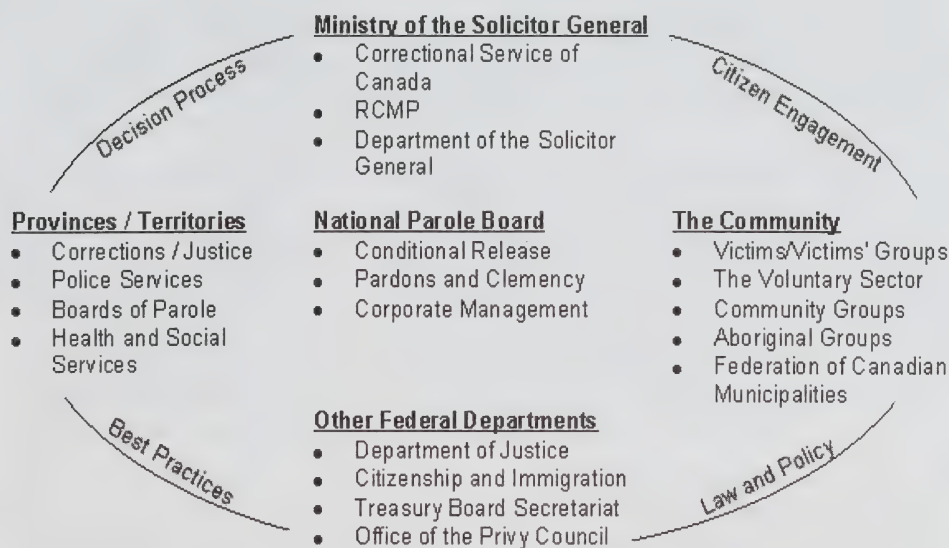 Ministry of the Solicitor General
• Correctional Service of
Canada
• RCMP
• Department of the Solicitor
General
Decision Process
Citizen Engagement
Provinces / Territories
• Corrections / Justice
• Police Services
• Boards of Parole
• Health and Social
Services
National Parole Board
• Conditional Release
• Pardons and Clemency
• Corporate Management
The Community
• Victims/Victims' Groups
• The Voluntary Sector
• Community Groups
• Aboriginal Groups
• Federation of Canadian
Municipalities
Best Practices
Other Federal Departments
• Department of Justice
• Citizenship and Immigration
• Treasury Board Secretariat
• Office of the Privy Council
Law and Policy